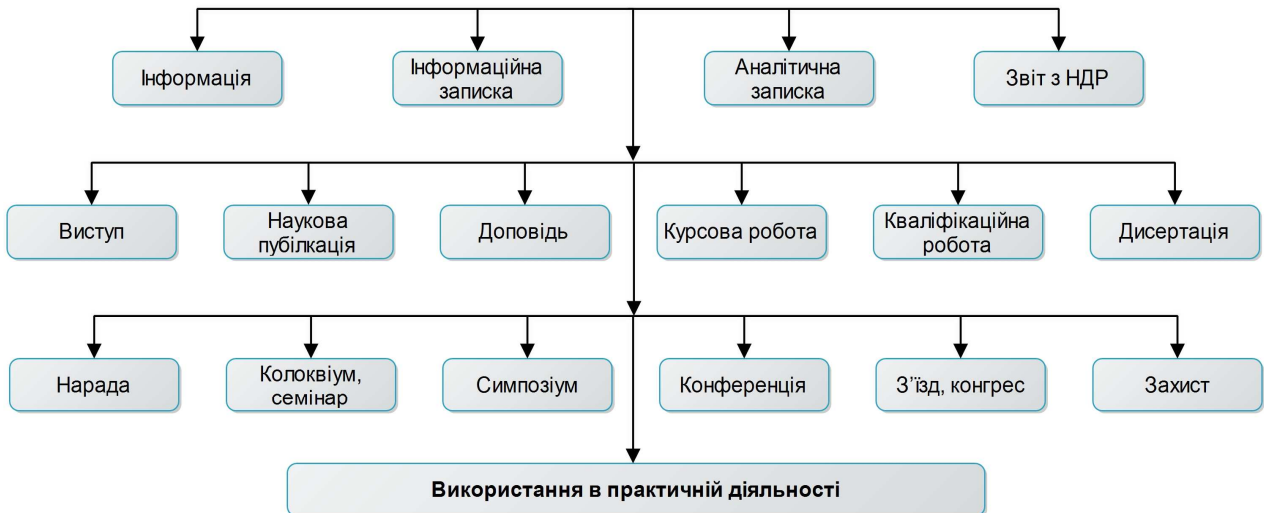 Інформація
Інформаційна
записка
Аналітична
записка
Звіт з НДР
Виступ
Наукова
пубілкація
Доповідь
Курсова робота
Кваліфікаційна
робота
Дисертація
Нарада
Колоквіум,
семінар
Симпозіум
Конференція
З’їзд, конгрес
Захист
Використання в практичній діяльності